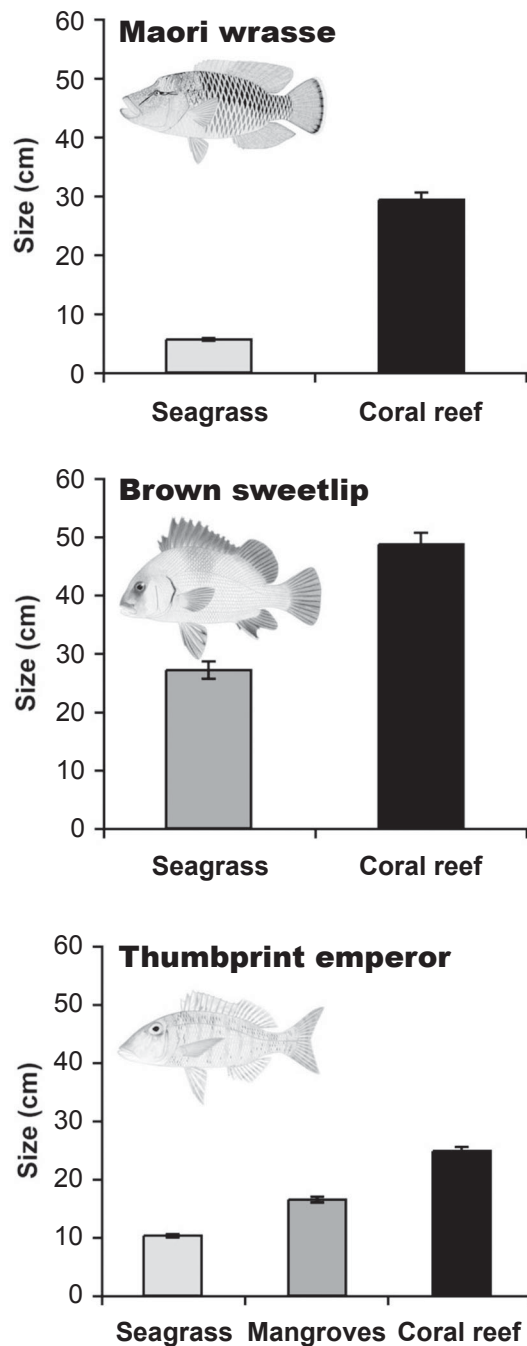 Maori wrasse
60
50
40
30
20
10
0
Size (cm)
Seagrass Coral reef
Brown sweetlip
60
50
40
30
20
10
0
Size (cm)
Seagrass Coral reef
Thumbprint emperor
60
50
40
30
20
10
0
Size (cm)
Seagrass Mangroves Coral reef